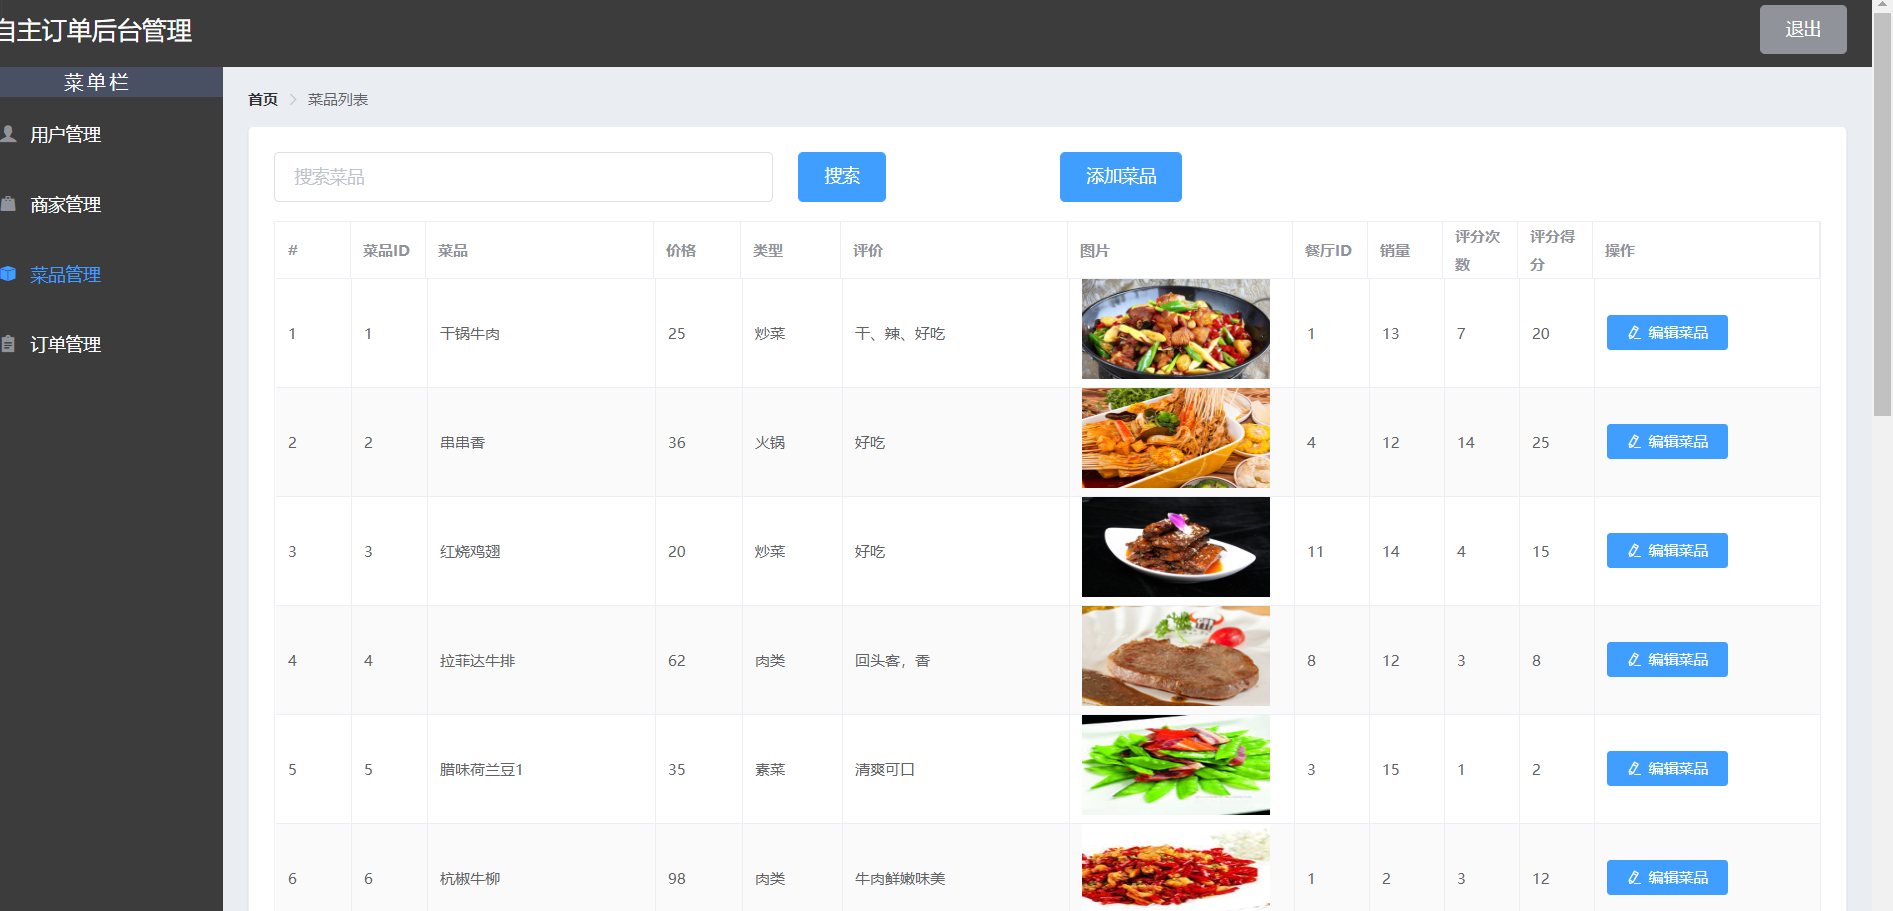 自主订单后台管理
退出
菜单栏
用户管理
商家管理
菜品管理
订单管理
首页 > 菜品列表
搜索菜品 搜索 添加菜品
# 菜品ID 菜品 价格 类型 评价 图片 餐厅ID 销量 评分次数 评分得分 操作
1 1 干锅牛肉 25 炒菜 干、辣、好吃 1 13 7 20 编辑菜品
2 2 串串香 36 火锅 好吃 4 12 14 25 编辑菜品
3 3 红烧鸡翅 20 炒菜 好吃 11 14 4 15 编辑菜品
4 4 拉菲达牛排 62 肉类 回头客，香 8 12 3 8 编辑菜品
5 5 腊味荷兰豆1 35 素菜 清爽可口 3 15 1 2 编辑菜品
6 6 杭椒牛柳 98 肉类 牛肉鲜嫩味美 1 2 3 12 编辑菜品